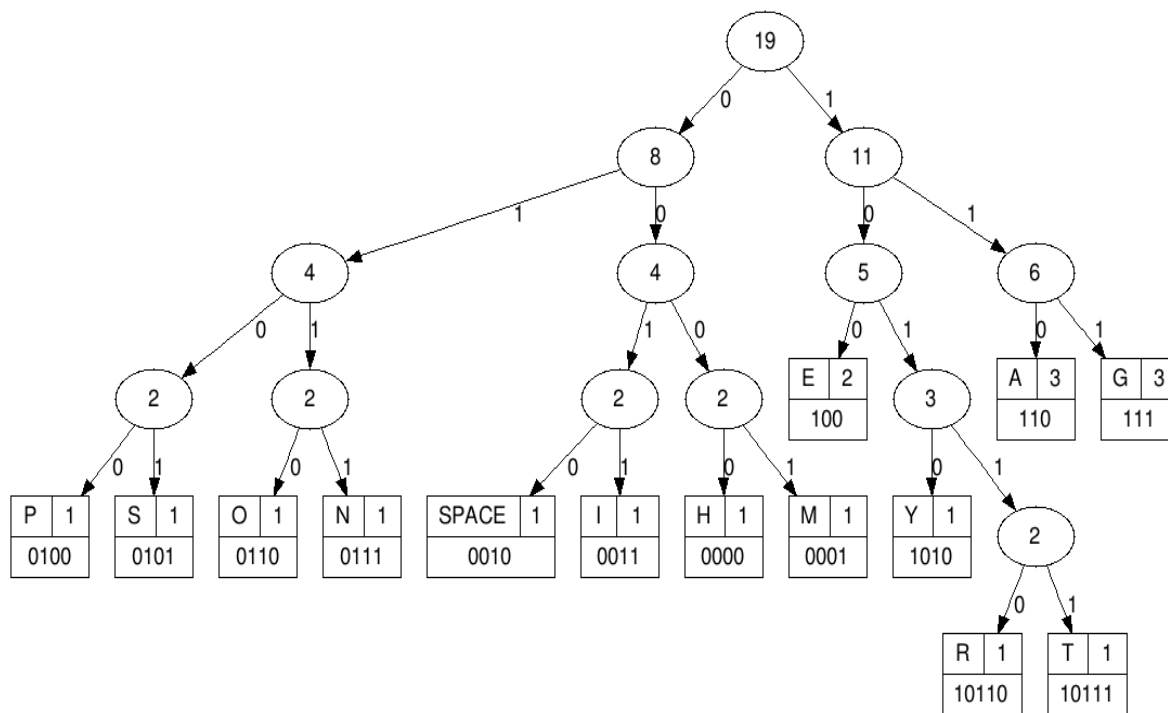 19
0 1
8 11
1 0 0 1
4 4 5 6
0 1 1 0 0 1 0 1
E 2 A 3 G 3
100 110 111
2 2 2 2 3
0 1 0 1 0 1 0 1 0 1
P 1 S 1 O 1 N 1 SPACE 1 I 1 H 1 M 1 Y 1
0100 0101 0110 0111 0010 0011 0000 0001 1010
2
0 1
R 1 T 1
10110 10111